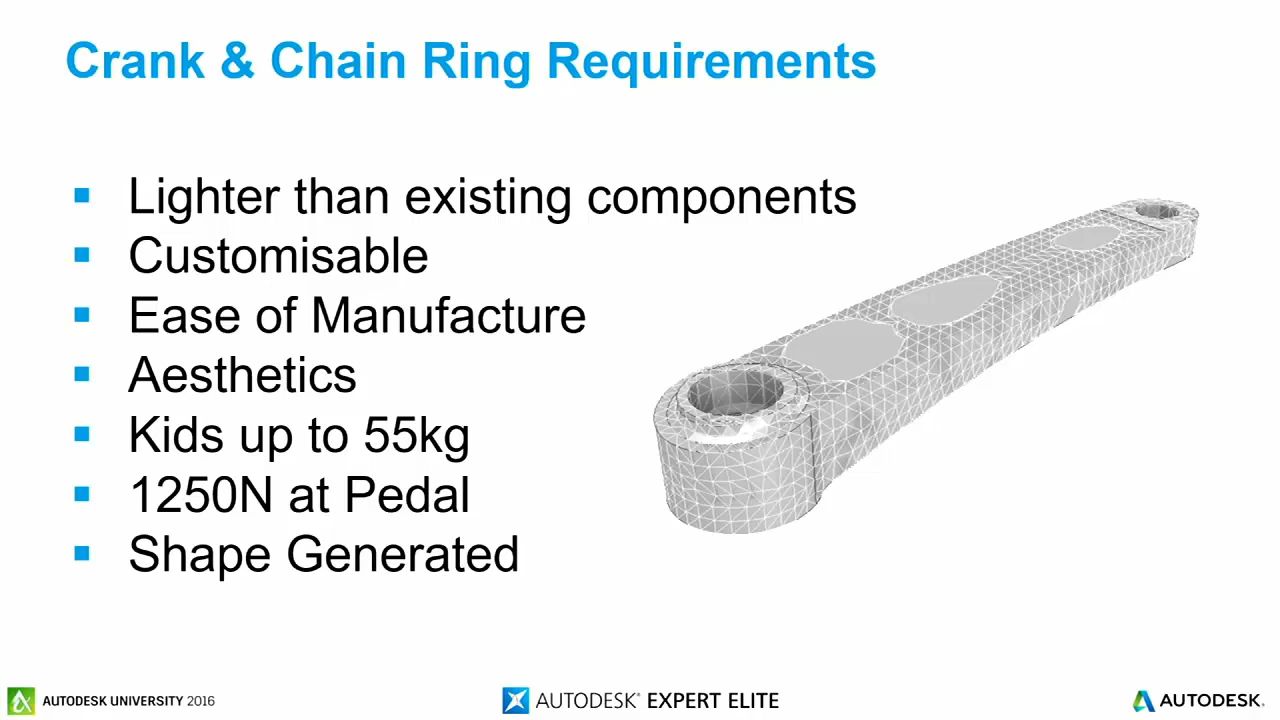 Crank & Chain Ring Requirements
Lighter than existing components
Customisable
Ease of Manufacture
Aesthetics
Kids up to 55kg
1250N at Pedal
Shape Generated
AUTODESK UNIVERSITY 2016
AUTODESK® EXPERT ELITE
AUTODESK.